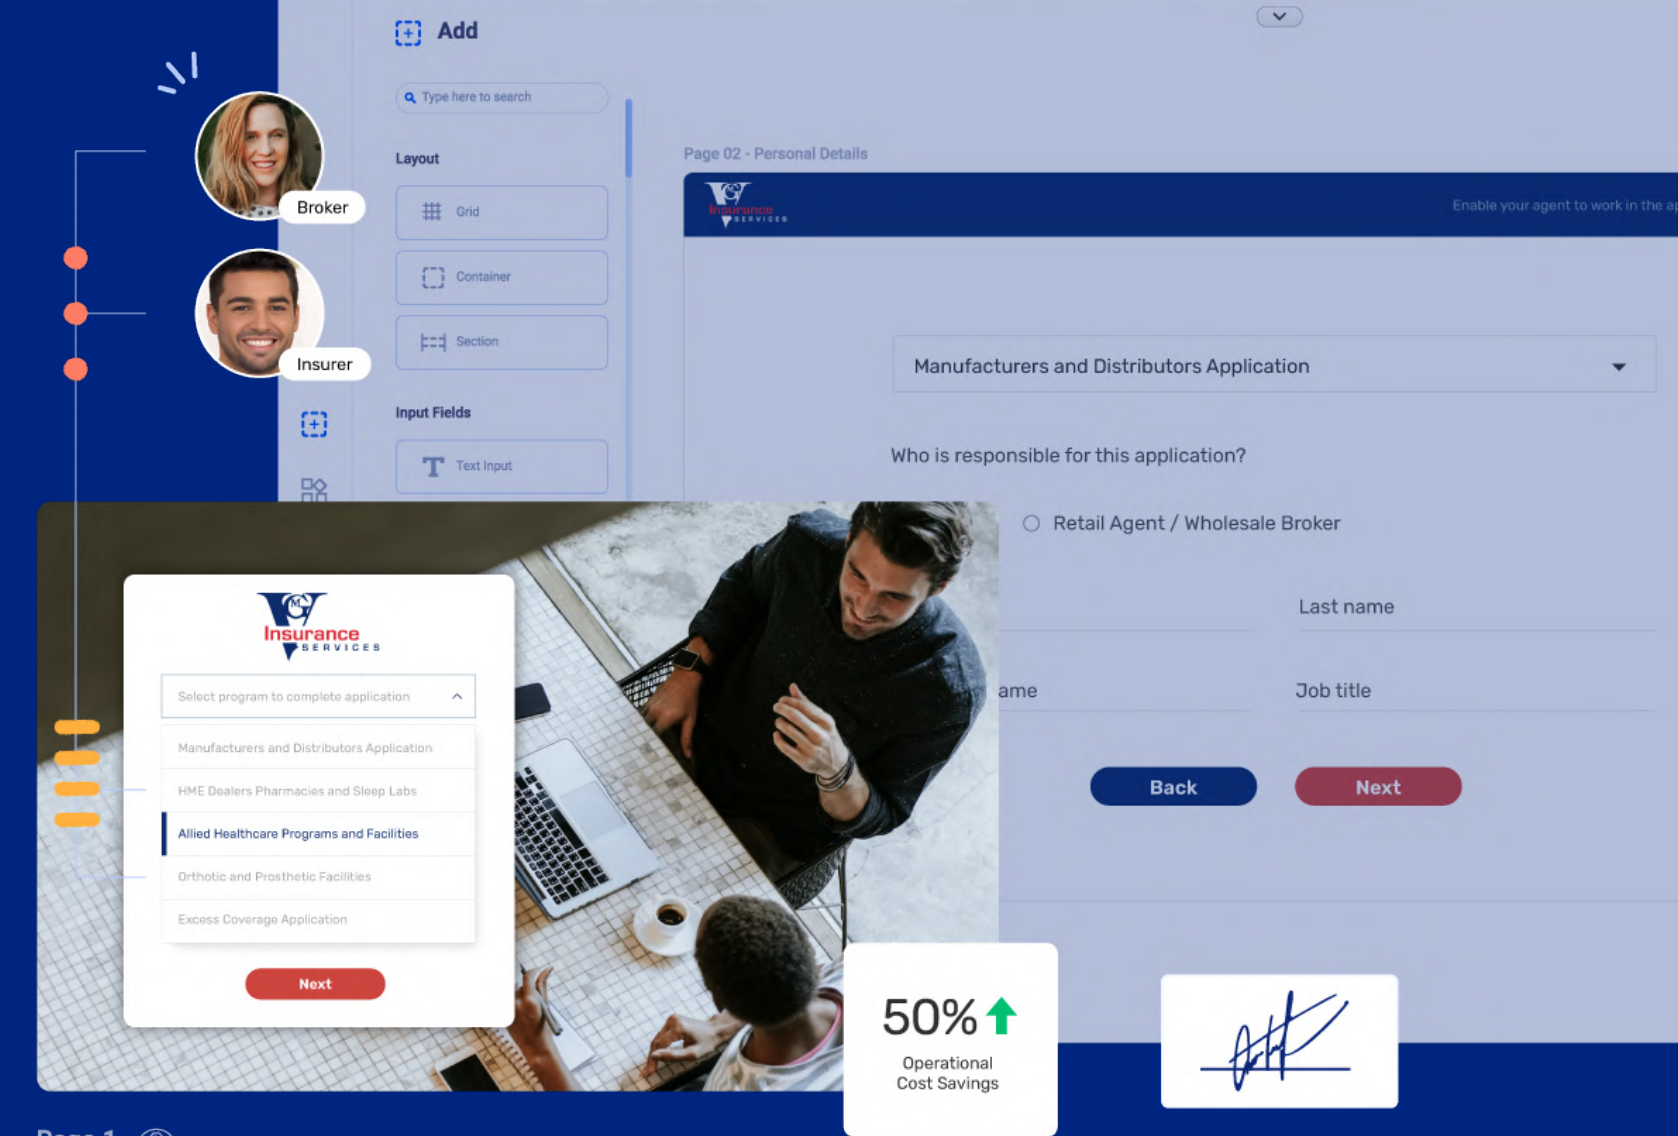 Add
Type here to search
Layout
Grid
Container
Section
Input Fields
Text Input
Broker
Insurer
Page 02 - Personal Details
VGM
Insurance
SERVICES
Enable your agent to work in the
Manufacturers and Distributors Application
Who is responsible for this application?
Retail Agent / Wholesale Broker
Last name
ame
Job title
Back
Next
VGM
Insurance
SERVICES
Select program to complete application
Manufacturers and Distributors Application
HME Dealers Pharmacies and Sleep Labs
Allied Healthcare Programs and Facilities
Orthotic and Prosthetic Facilities
Excess Coverage Application
Next
50%
Operational
Cost Savings
Page 1